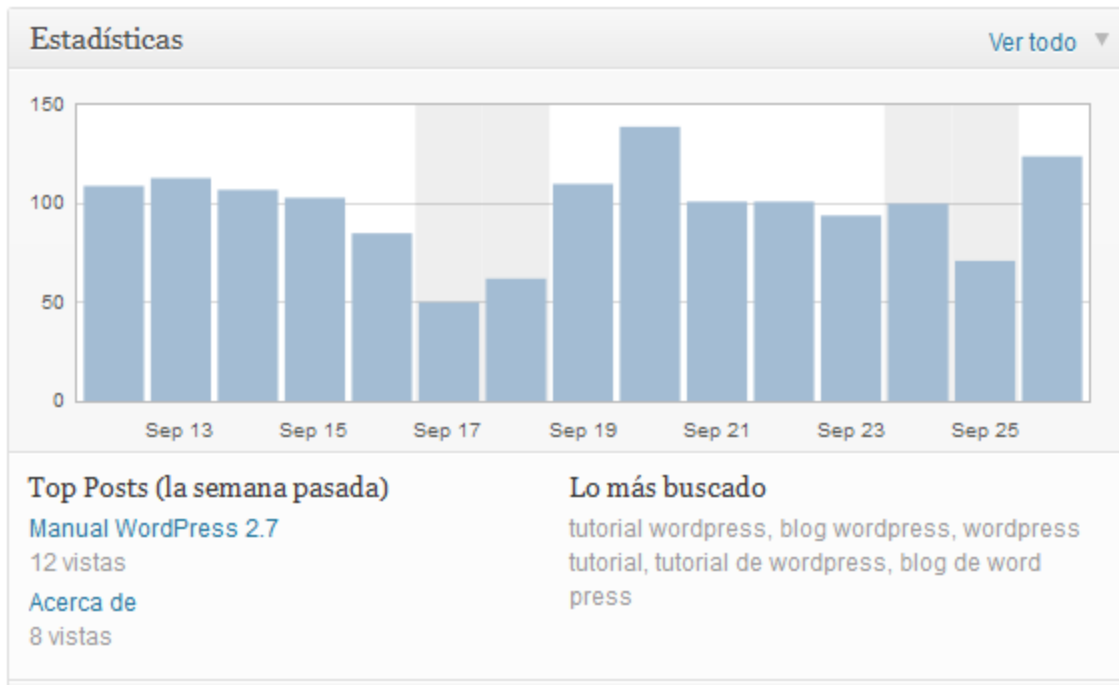 Estadísticas
Ver todo
150
100
50
0
Sep 13 Sep 15 Sep 17 Sep 19 Sep 21 Sep 23 Sep 25
Top Posts (la semana pasada)
Manual WordPress 2.7
12 vistas
Acerca de
8 vistas
Lo más buscado
tutorial wordpress, blog wordpress, wordpress
tutorial, tutorial de wordpress, blog de word
press